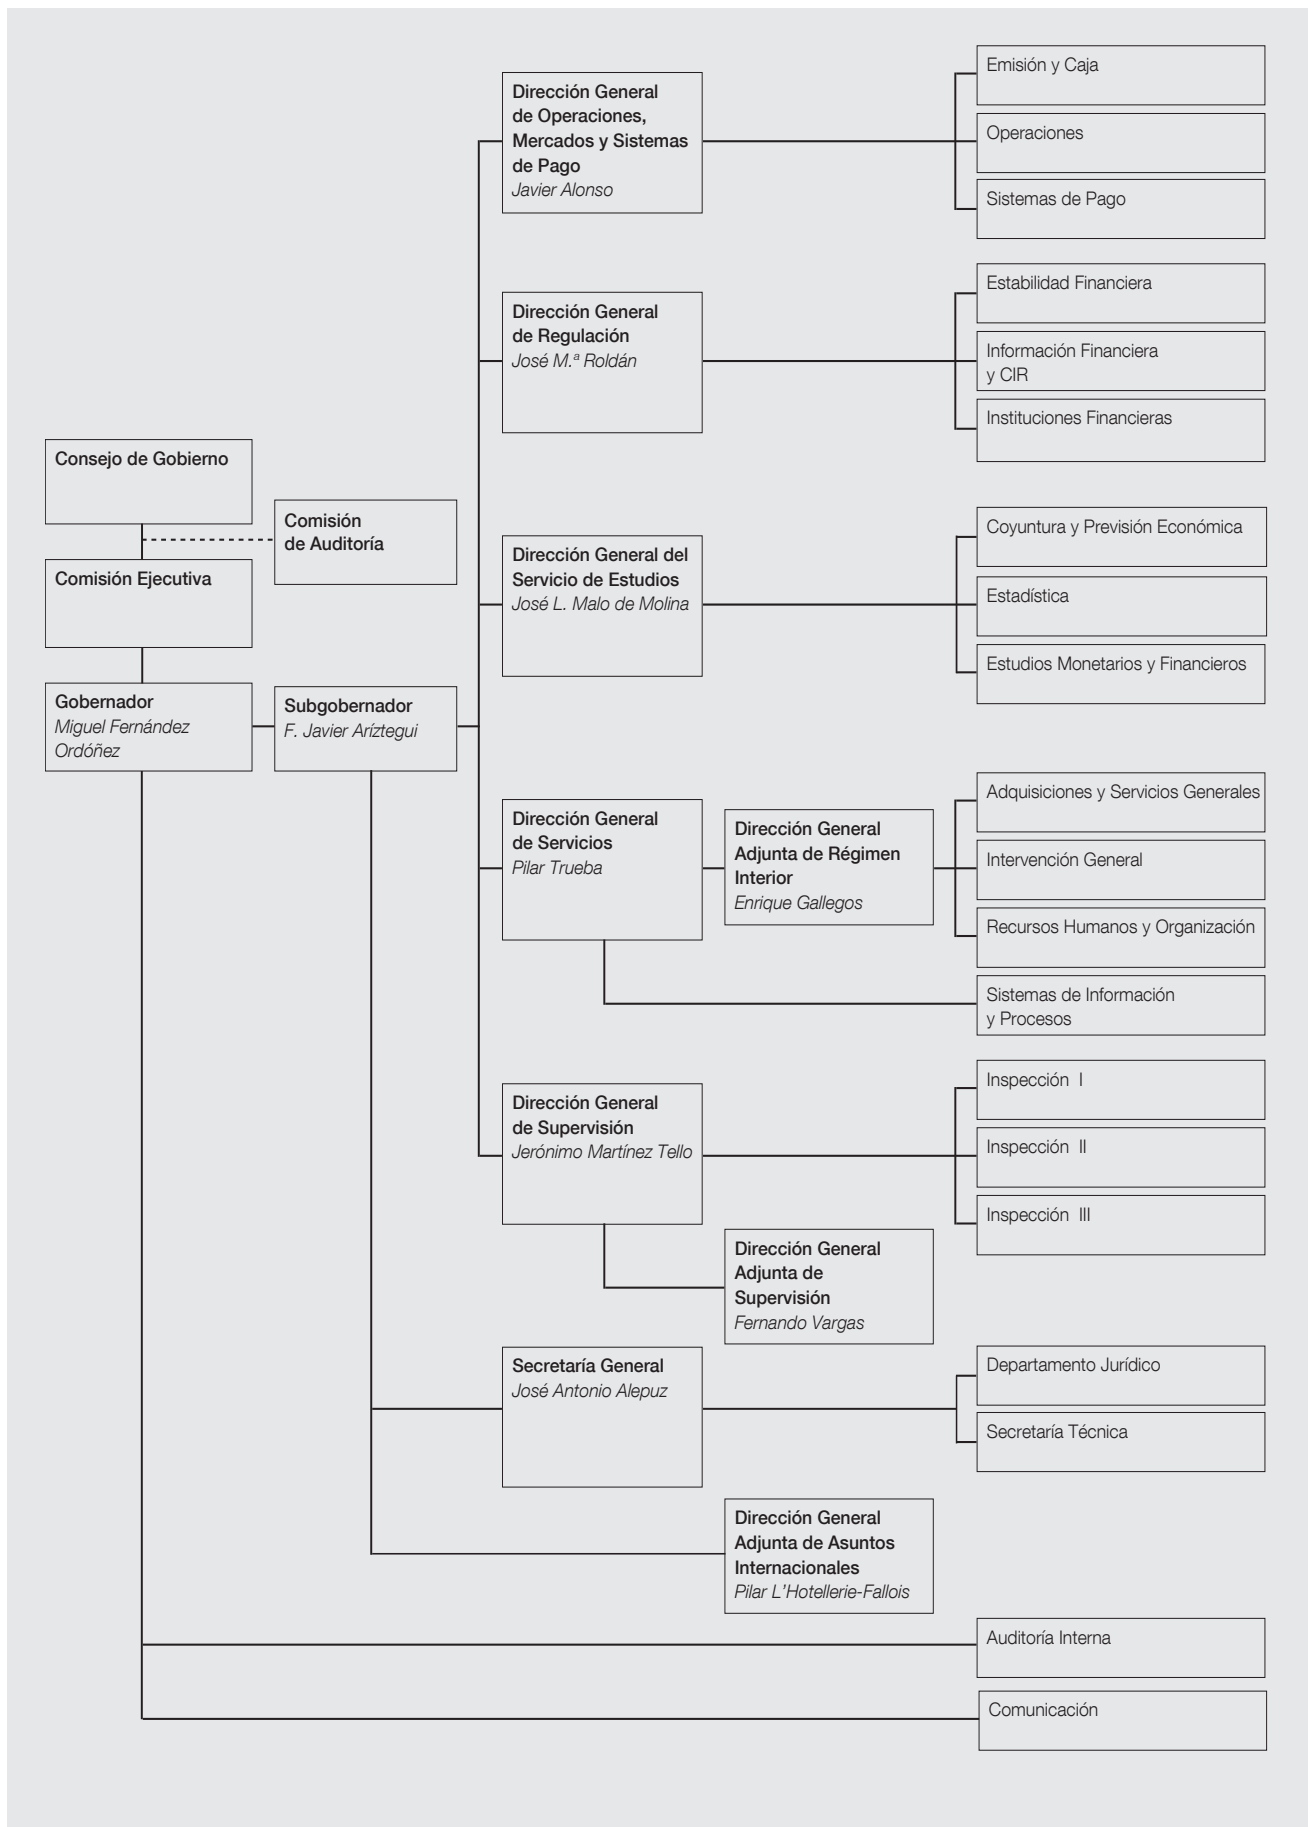 Consejo de Gobierno
Comisión
de Auditoría
Comisión Ejecutiva
Gobernador
Miguel Fernández
Ordóñez
Subgobernador
F. Javier Aríztegui
Dirección General
de Operaciones,
Mercados y Sistemas
de Pago
Javier Alonso
Emisión y Caja
Operaciones
Sistemas de Pago
Dirección General
de Regulación
José M.ª Roldán
Estabilidad Financiera
Información Financiera
y CIR
Instituciones Financieras
Dirección General del
Servicio de Estudios
José L. Malo de Molina
Coyuntura y Previsión Económica
Estadística
Estudios Monetarios y Financieros
Dirección General
de Servicios
Pilar Trueba
Dirección General
Adjunta de Régimen
Interior
Enrique Gallegos
Adquisiciones y Servicios Generales
Intervención General
Recursos Humanos y Organización
Sistemas de Información
y Procesos
Dirección General
de Supervisión
Jerónimo Martínez Tello
Inspección I
Inspección II
Inspección III
Dirección General
Adjunta de
Supervisión
Fernando Vargas
Secretaría General
José Antonio Alepuz
Departamento Jurídico
Secretaría Técnica
Dirección General
Adjunta de Asuntos
Internacionales
Pilar L'Hotellerie-Fallois
Auditoría Interna
Comunicación